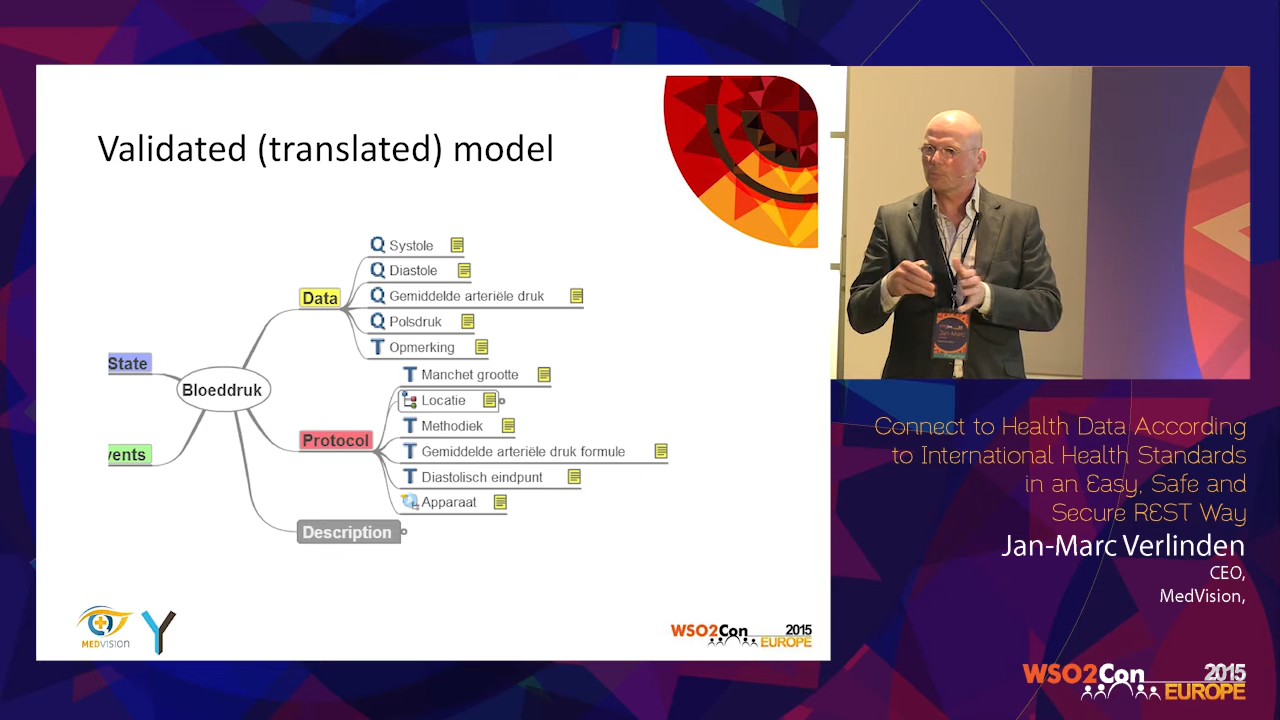 Validated (translated) model
Systole
Diastole
Data
Gemiddelde arteriële druk
Polsdruk
Opmerking
State
Bloeddruk
Manchet grootte
Locatie
Methodiek
Protocol
Gemiddelde arteriële druk formule
vents
Diastolisch eindpunt
Apparaat
Description
MEDVISION
WSO2Con 2015
EUROPE
Jan-Marc
Connect to Health Data According
to International Health Standards
in an Easy, Safe and
Secure REST Way
Jan-Marc Verlinden
CEO,
MedVision,
WSO2Con 2015
EUROPE